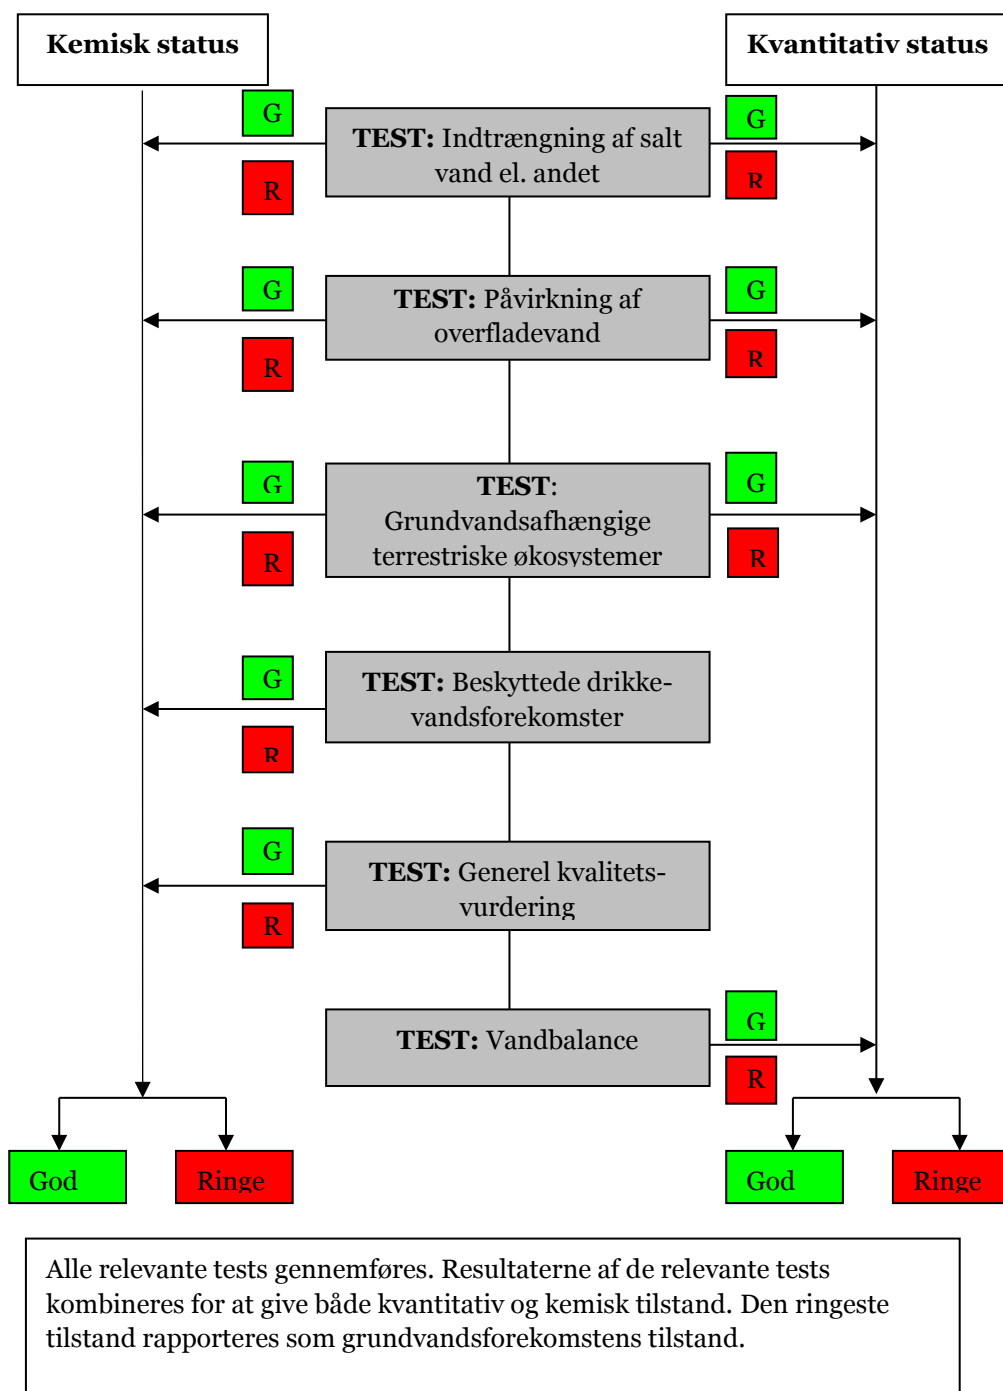 Kemisk status
Kvantitativ status
G
G
TEST: Indtrængning af salt
vand el. andet
R
R
G
G
TEST: Påvirkning af
overfladevand
R
R
G
G
TEST:
Grundvandsafhængige
terrestriske økosystemer
R
R
G
TEST: Beskyttede drikke-
vandsforekomster
R
G
TEST: Generel kvalitets-
vurdering
R
G
TEST: Vandbalance
R
God
Ringe
God
Ringe
Alle relevante tests gennemføres. Resultaterne af de relevante tests
kombineres for at give både kvantitativ og kemisk tilstand. Den ringeste
tilstand rapporteres som grundvandsforekomstens tilstand.